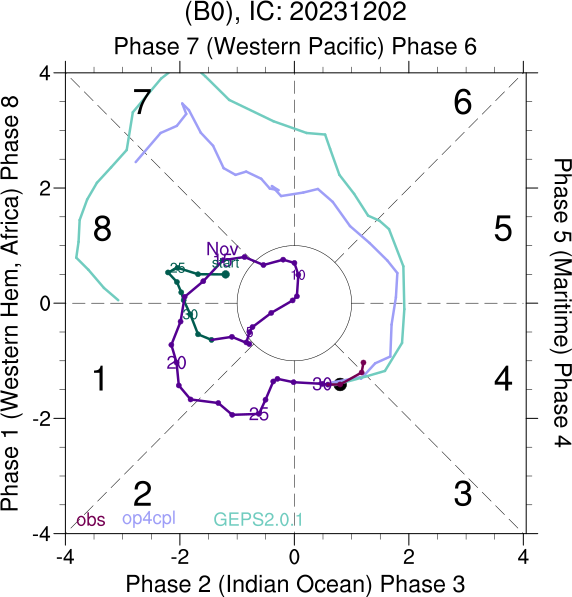 (B0), IC: 20231202
Phase 7 (Western Pacific) Phase 6
Phase 1 (Western Hem, Africa) Phase 8
Phase 5 (Maritime) Phase 4
4
2
0
-2
-4
7
6
8
5
1
4
2
3
Nov
start
25
30
10
5
20
25
30
obs
op4cpl
GEPS2.0.1
-4
-2
0
2
4
Phase 2 (Indian Ocean) Phase 3